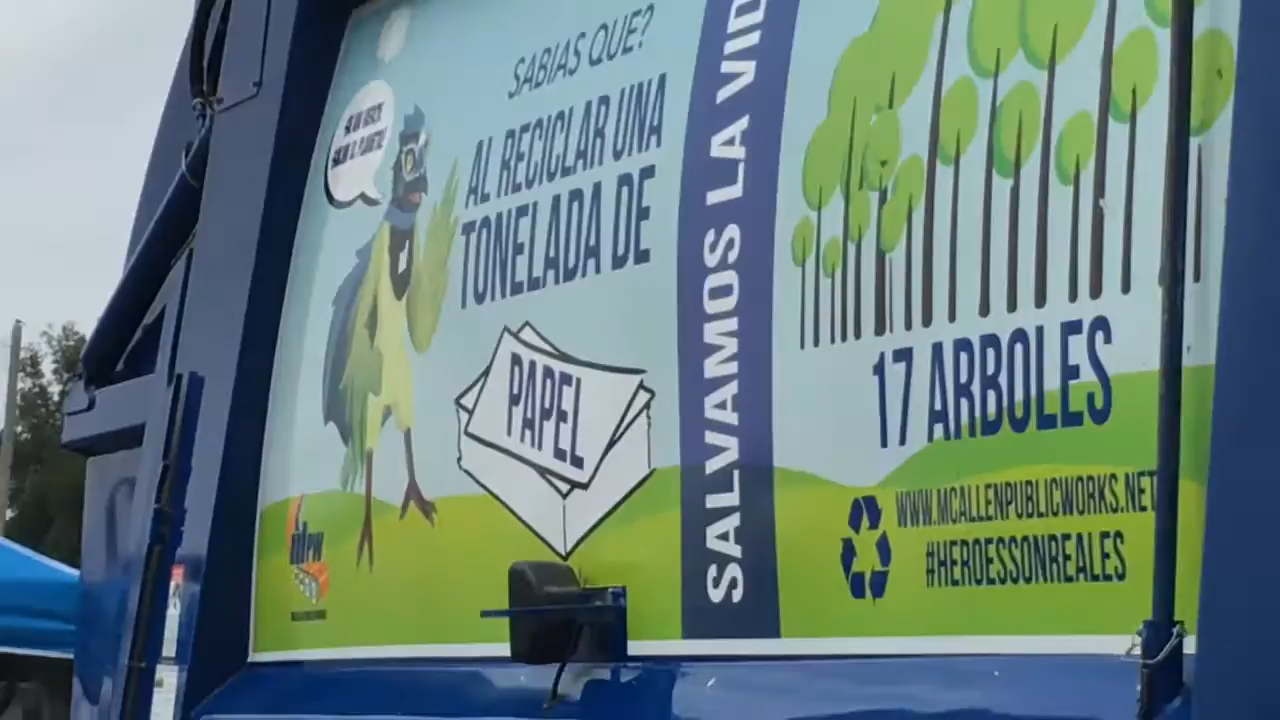 SABIAS QUE?
AL RECICLAR UNA
TONELADA DE
PAPEL
SALVAMOS LA VID
17 ARBOLES
WWW.MCALLENPUBLICWORKS.NET
#HEROESSONREALES